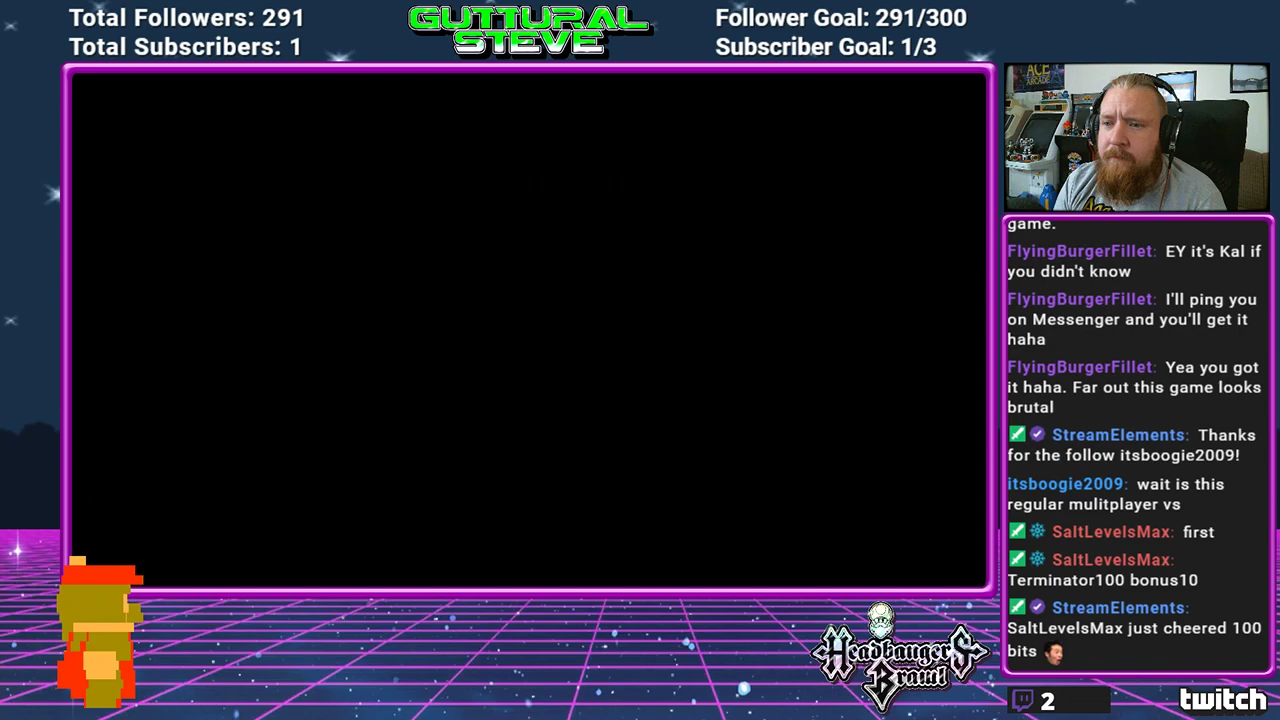 Total Followers: 291
Total Subscribers: 1
GUTTURAL
STEVE
Follower Goal: 291/300
Subscriber Goal: 1/3
ACE
ARCADE
game.
FlyingBurgerFillet: EY it's Kal if
you didn't know
FlyingBurgerFillet: I'll ping you
on Messenger and you'll get it
haha
FlyingBurgerFillet: Yea you got
it haha. Far out this game looks
brutal
StreamElements: Thanks
for the follow itsboogie2009!
itsboogie2009: wait is this
regular mulitplayer vs
SaltLevelsMax: first
SaltLevelsMax:
Terminator100 bonus10
StreamElements:
SaltLevelsMax just cheered 100
bits
Headbangers
Brawl
2
twitch